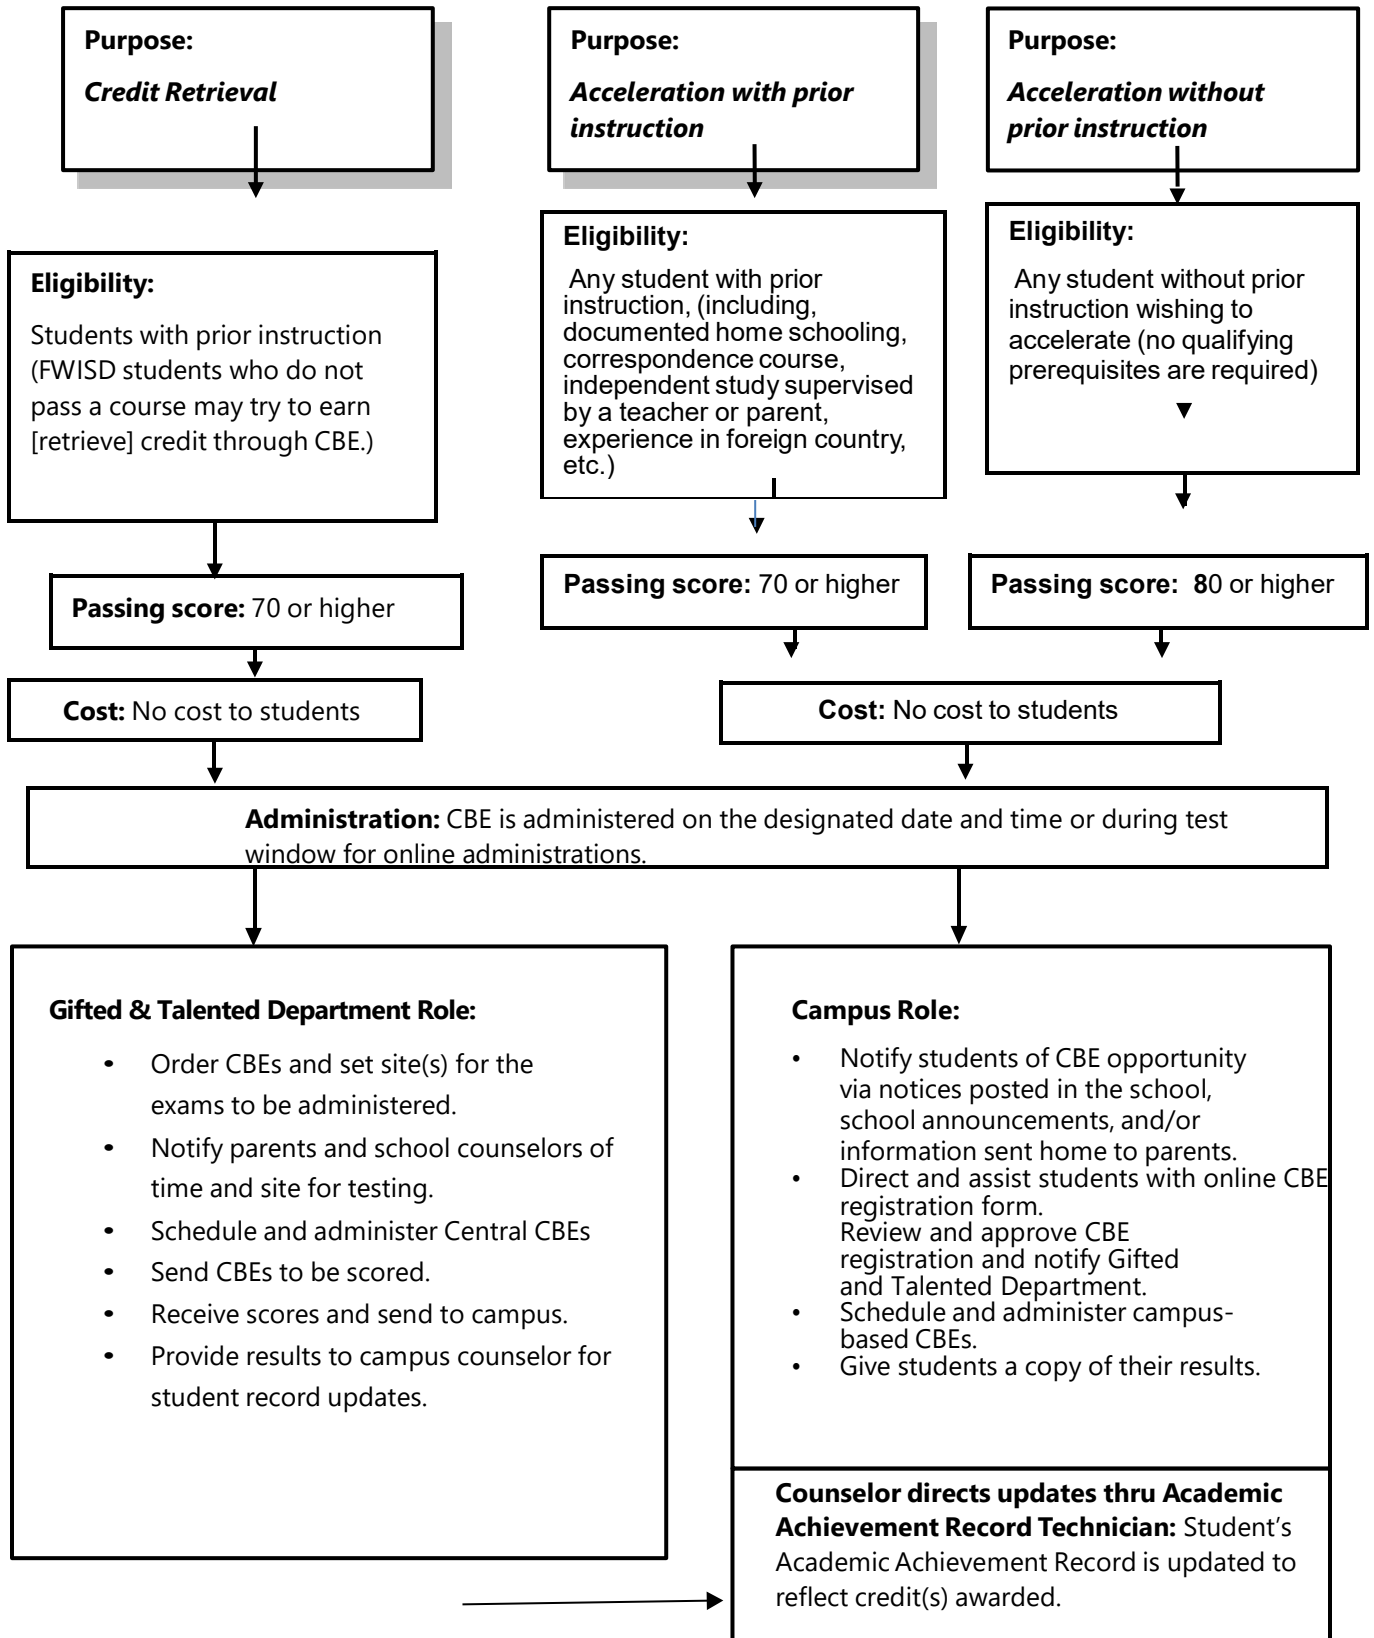 Purpose:
Credit Retrieval
Purpose:
Acceleration with prior
instruction
Purpose:
Acceleration without
prior instruction
Eligibility:
Students with prior instruction
(FWISD students who do not
pass a course may try to earn
[retrieve] credit through CBE.)
Eligibility:
Any student with prior
instruction, (including,
documented home schooling,
correspondence course,
independent study supervised
by a teacher or parent,
experience in foreign country,
etc.)
Eligibility:
Any student without prior
instruction wishing to
accelerate (no qualifying
prerequisites are required)
Passing score: 70 or higher
Passing score: 70 or higher
Passing score: 80 or higher
Cost: No cost to students
Cost: No cost to students
Administration: CBE is administered on the designated date and time or during test
window for online administrations.
Gifted & Talented Department Role:
• Order CBEs and set site(s) for the
exams to be administered.
• Notify parents and school counselors of
time and site for testing.
• Schedule and administer Central CBEs
• Send CBEs to be scored.
• Receive scores and send to campus.
• Provide results to campus counselor for
student record updates.
Campus Role:
• Notify students of CBE opportunity
via notices posted in the school,
school announcements, and/or
information sent home to parents.
• Direct and assist students with online CBE
registration form.
Review and approve CBE
registration and notify Gifted
and Talented Department.
• Schedule and administer campus-
based CBEs.
• Give students a copy of their results.
Counselor directs updates thru Academic
Achievement Record Technician: Student's
Academic Achievement Record is updated to
reflect credit(s) awarded.